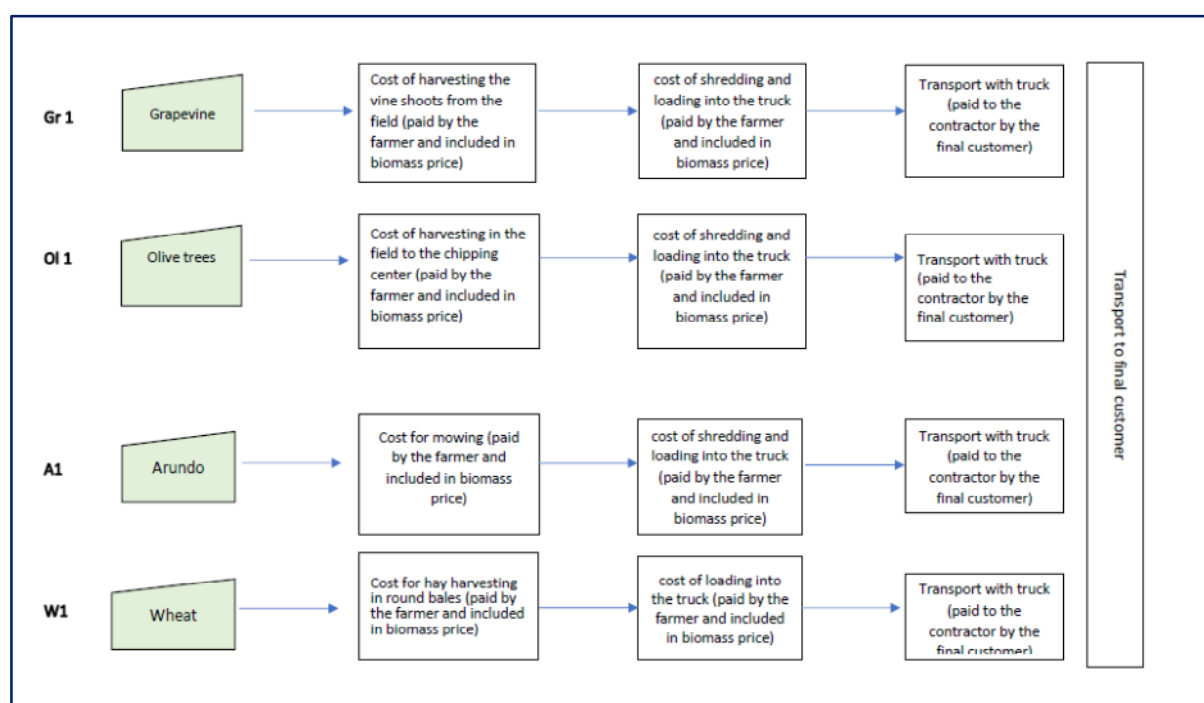 Gr 1
Grapevine
Cost of harvesting the
vine shoots from the
field (paid by the
farmer and included in
biomass price)
cost of shredding and
loading into the truck
(paid by the farmer
and included in
biomass price)
Transport with truck
(paid to the
contractor by the
final customer)
Ol 1
Olive trees
Cost of harvesting in the
field to the chipping
center (paid by the
farmer and included in
biomass price)
cost of shredding and
loading into the truck
(paid by the farmer
and included in
biomass price)
Transport with truck
(paid to the
contractor by the
final customer)
A1
Arundo
Cost for mowing (paid
by the farmer and
included in biomass
price)
cost of shredding and
loading into the truck
(paid by the farmer
and included in
biomass price)
Transport with truck
(paid to the
contractor by the
final customer)
W1
Wheat
Cost for hay harvesting
in round bales (paid by
the farmer and included
in biomass price)
cost of loading into
the truck (paid by the
farmer and included
in biomass price)
Transport with truck
(paid to the
contractor by the
final customer)
Transport to final customer